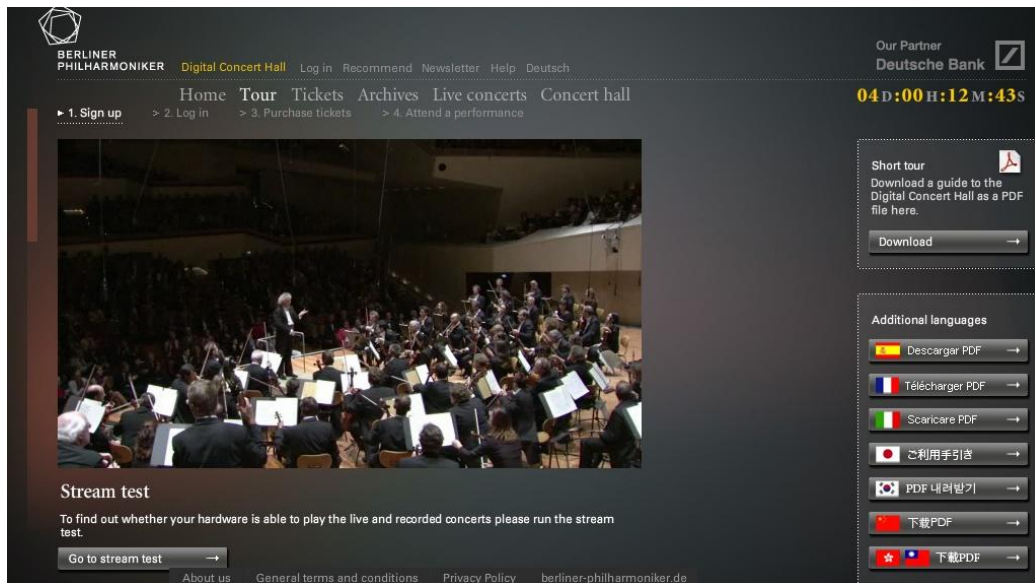 BERLINER
PHILHARMONIKER
Digital Concert Hall Log in Recommend Newsletter Help Deutsch
Our Partner
Deutsche Bank
Home Tour Tickets Archives Live concerts Concert hall
04D:00H:12M:43S
► 1. Sign up > 2. Log in > 3. Purchase tickets > 4. Attend a performance
Short tour
Download a guide to the
Digital Concert Hall as a PDF
file here.
Download →
Additional languages
Descargar PDF →
Télécharger PDF →
Scaricare PDF →
ご利用手引き →
PDF 내려받기 →
下载PDF →
下載PDF →
Stream test
To find out whether your hardware is able to play the live and recorded concerts please run the stream
test.
Go to stream test →
About us General terms and conditions Privacy Policy berliner-philharmoniker.de